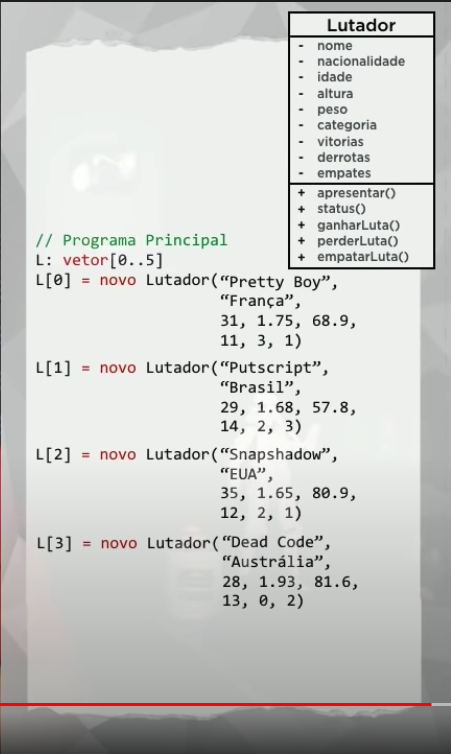 Lutador
- nome
- nacionalidade
- idade
- altura
- peso
- categoria
- vitorias
- derrotas
- empates
+ apresentar()
+ status()
+ ganharLuta()
+ perderLuta()
+ empatarLuta()
// Programa Principal
L: vetor[0..5]
L[0] = novo Lutador(“Pretty Boy”,
“França”,
31, 1.75, 68.9,
11, 3, 1)
L[1] = novo Lutador(“Putscript”,
“Brasil”,
29, 1.68, 57.8,
14, 2, 3)
L[2] = novo Lutador(“Snapshadow”,
“EUA”,
35, 1.65, 80.9,
12, 2, 1)
L[3] = novo Lutador(“Dead Code”,
“Austrália”,
28, 1.93, 81.6,
13, 0, 2)